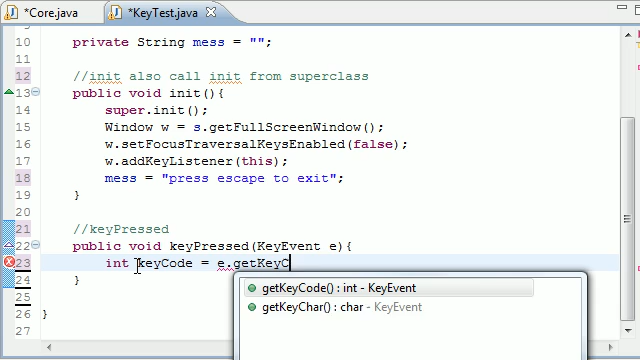 *Core.java *KeyTest.java
9
10 private String mess = "";
11
12 //init also call init from superclass
13 public void init(){
14 super.init();
15 Window w = s.getFullScreenWindow();
16 w.setFocusTraversalKeysEnabled(false);
17 w.addKeyListener(this);
18 mess = "press escape to exit";
19 }
20
21 //keyPressed
22 public void keyPressed(KeyEvent e){
23 int keyCode = e.getKeyC
24 }
getKeyCode() : int - KeyEvent
25
getKeyChar() : char - KeyEvent
26 }
27